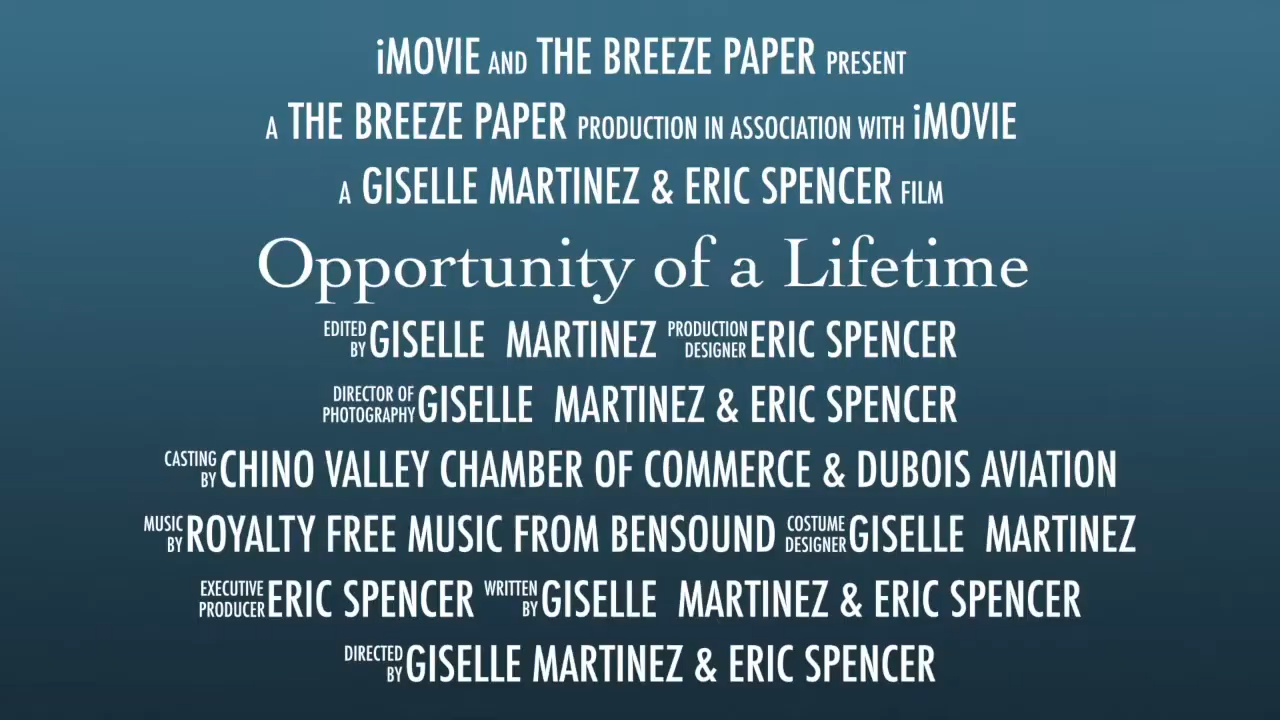 iMOVIE AND THE BREEZE PAPER PRESENT
A THE BREEZE PAPER PRODUCTION IN ASSOCIATION WITH iMOVIE
A GISELLE MARTINEZ & ERIC SPENCER FILM
Opportunity of a Lifetime
EDITED BY GISELLE MARTINEZ PRODUCTION DESIGNER ERIC SPENCER
DIRECTOR OF PHOTOGRAPHY GISELLE MARTINEZ & ERIC SPENCER
CASTING BY CHINO VALLEY CHAMBER OF COMMERCE & DUBOIS AVIATION
MUSIC BY ROYALTY FREE MUSIC FROM BENSOUND COSTUME DESIGNER GISELLE MARTINEZ
EXECUTIVE PRODUCER ERIC SPENCER WRITTEN BY GISELLE MARTINEZ & ERIC SPENCER
DIRECTED BY GISELLE MARTINEZ & ERIC SPENCER